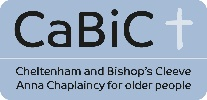 CaBiC
Cheltenham and Bishop's Cleeve
Anna Chaplaincy for older people